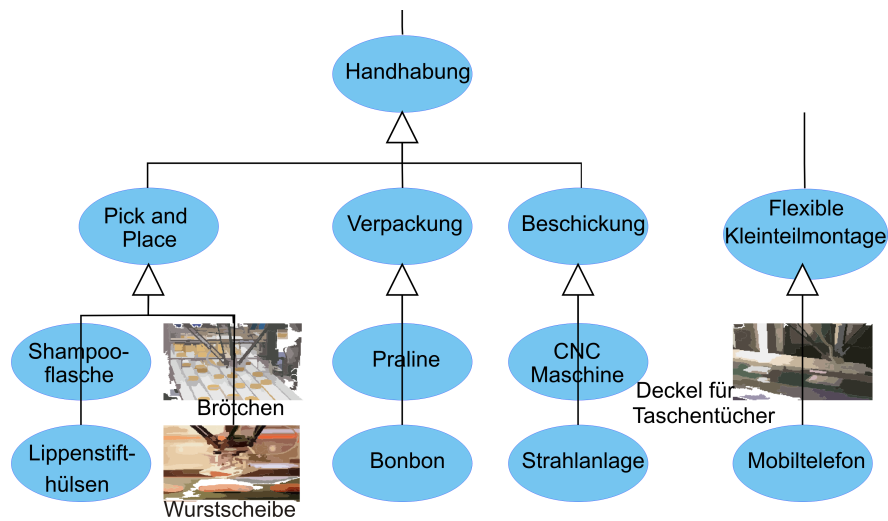 Handhabung
Pick and
Place
Verpackung
Beschickung
Flexible
Kleinteilmontage
Shampoo-
flasche
Brötchen
Praline
CNC
Maschine
Deckel für
Taschentücher
Lippenstift-
hülsen
Wurstscheibe
Bonbon
Strahlanlage
Mobiltelefon